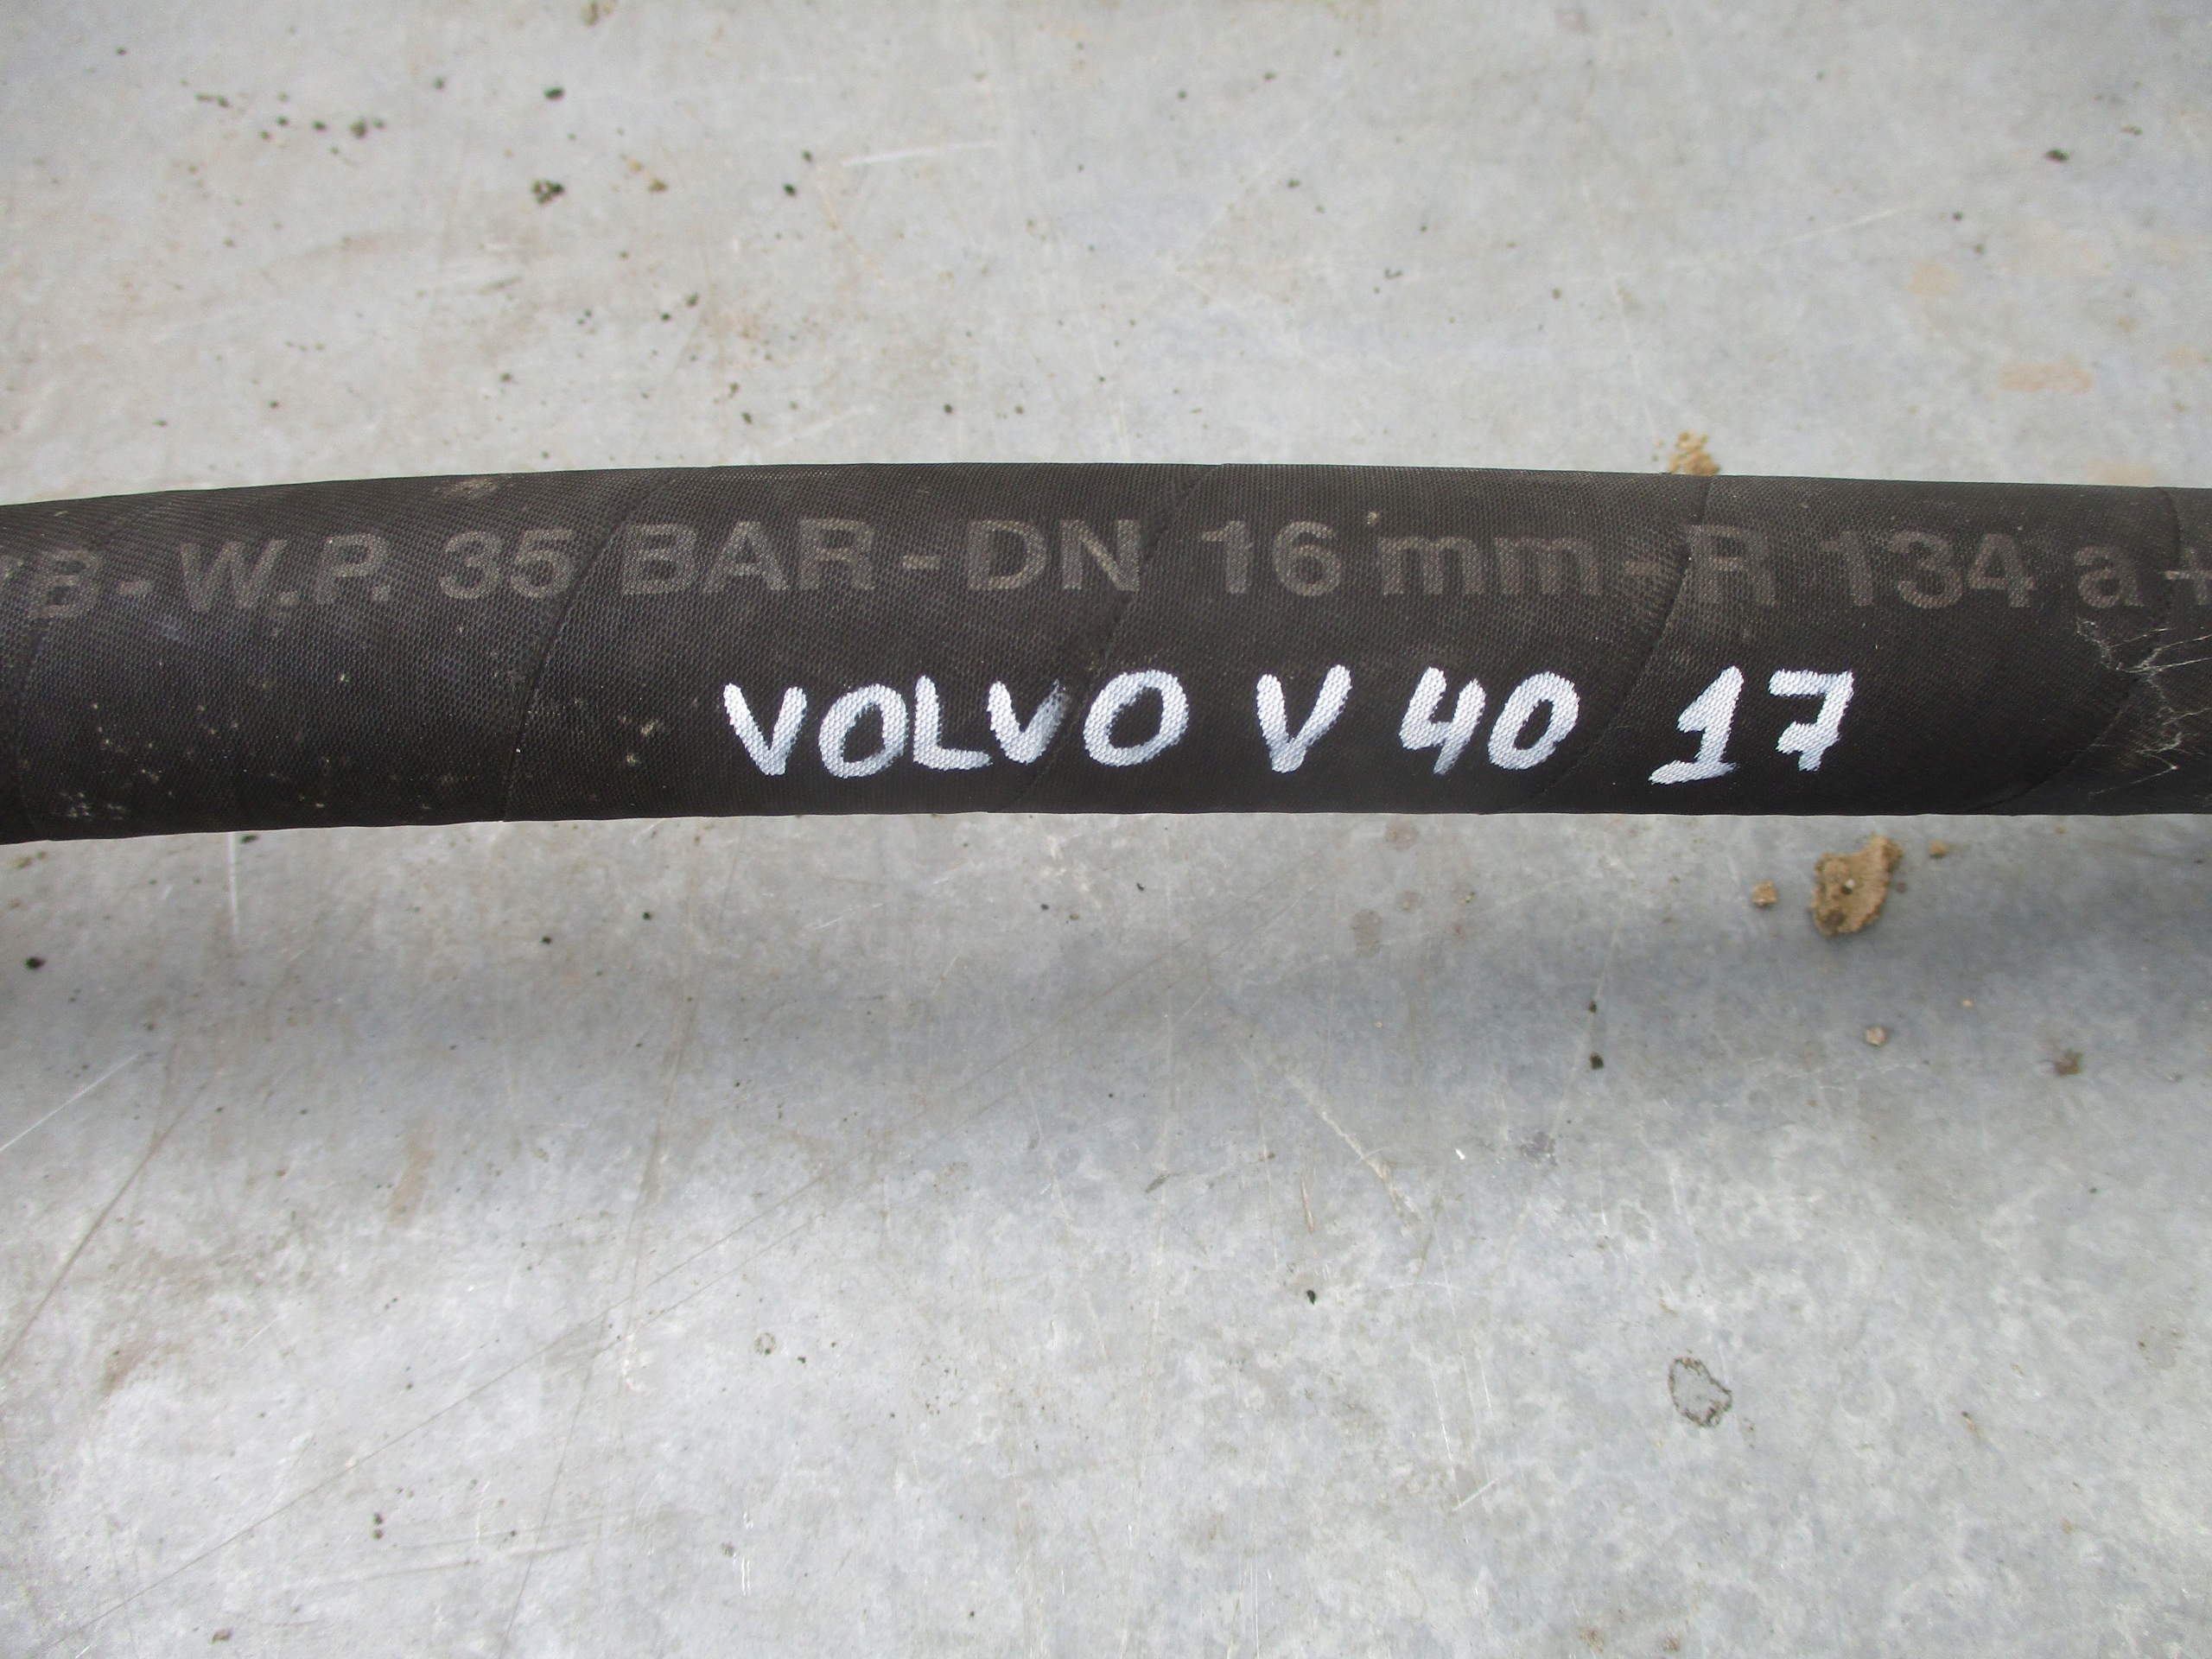 B-W.P. 35 BAR-DN 16 mm-R 134 a+
VOLVO V 40 17